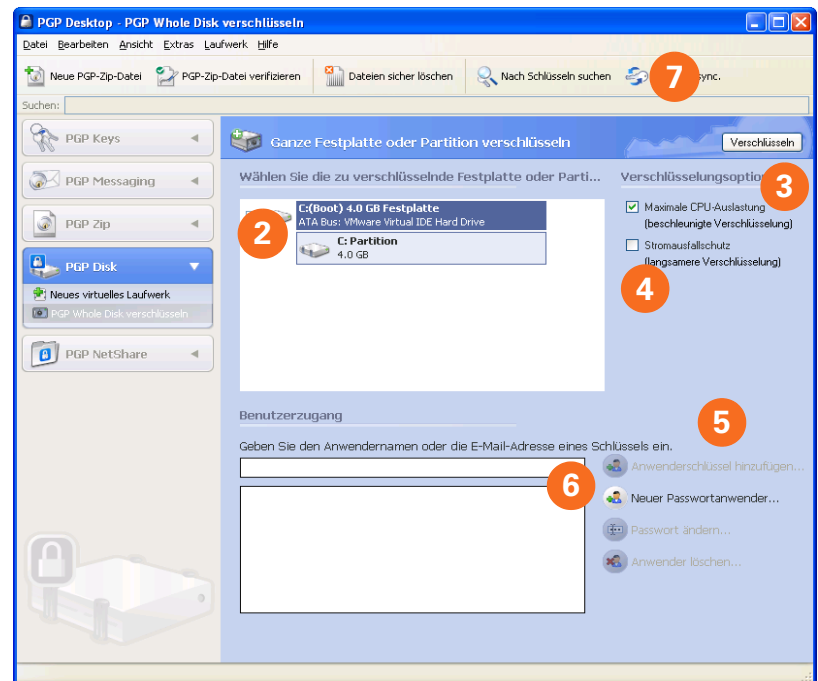 PGP Desktop - PGP Whole Disk verschlüsseln
Datei Bearbeiten Ansicht Extras Laufwerk Hilfe
Neue PGP-Zip-Datei PGP-Zip-Datei verifizieren Dateien sicher löschen Nach Schlüsseln suchen 7 sync.
Suchen:
PGP Keys
PGP Messaging
PGP Zip
PGP Disk
Neues virtuelles Laufwerk
PGP Whole Disk verschlüsseln
PGP NetShare
Ganze Festplatte oder Partition verschlüsseln
Verschlüsseln
Wählen Sie die zu verschlüsselnde Festplatte oder Parti...
2
C:(Boot) 4.0 GB Festplatte
ATA Bus: VMware Virtual IDE Hard Drive
C: Partition
4.0 GB
Verschlüsselungsoptio
3
Maximale CPU-Auslastung
(beschleunigte Verschlüsselung)
Stromausfallschutz
(langsamere Verschlüsselung)
4
Benutzerzugang
5
Geben Sie den Anwendernamen oder die E-Mail-Adresse eines Schlüssels ein.
6
Anwenderschlüssel hinzufügen...
Neuer Passwortanwender...
Passwort ändern...
Anwender löschen...